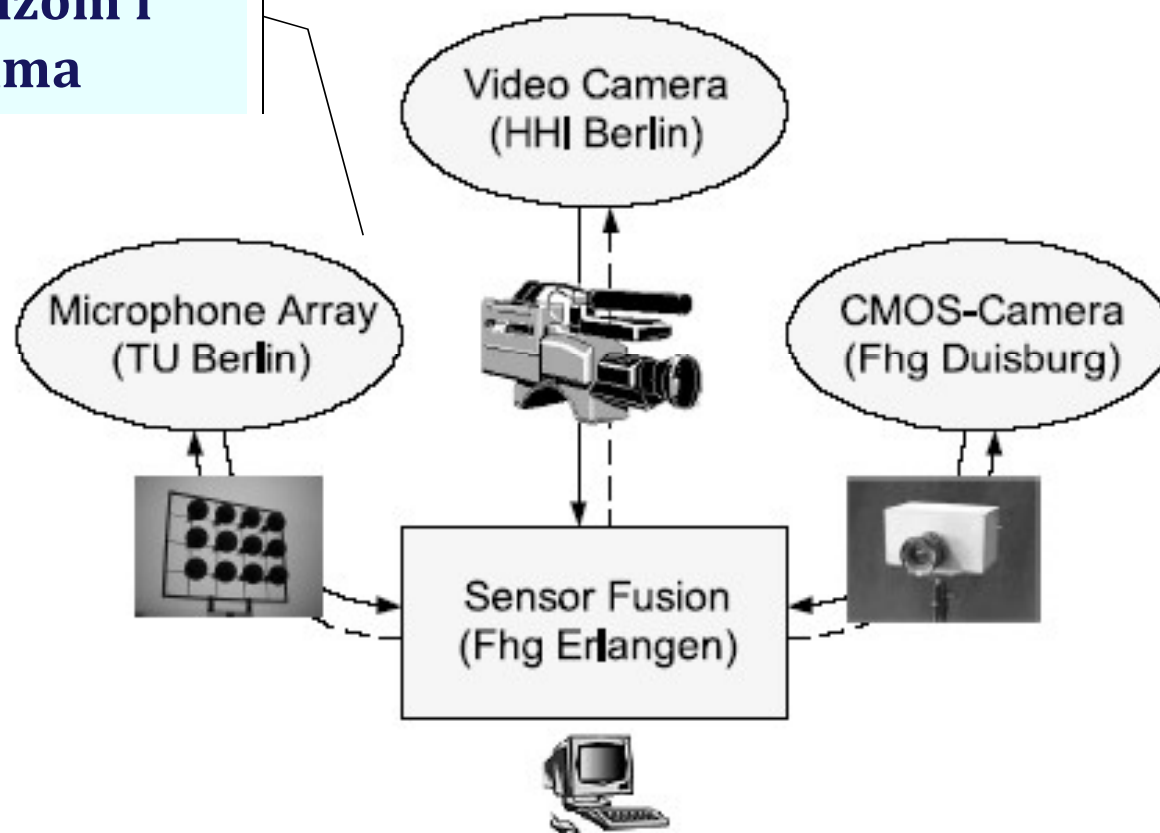 ma
Video Camera
(HHI Berlin)
Microphone Array
(TU Berlin)
CMOS-Camera
(Fhg Duisburg)
Sensor Fusion
(Fhg Erlangen)